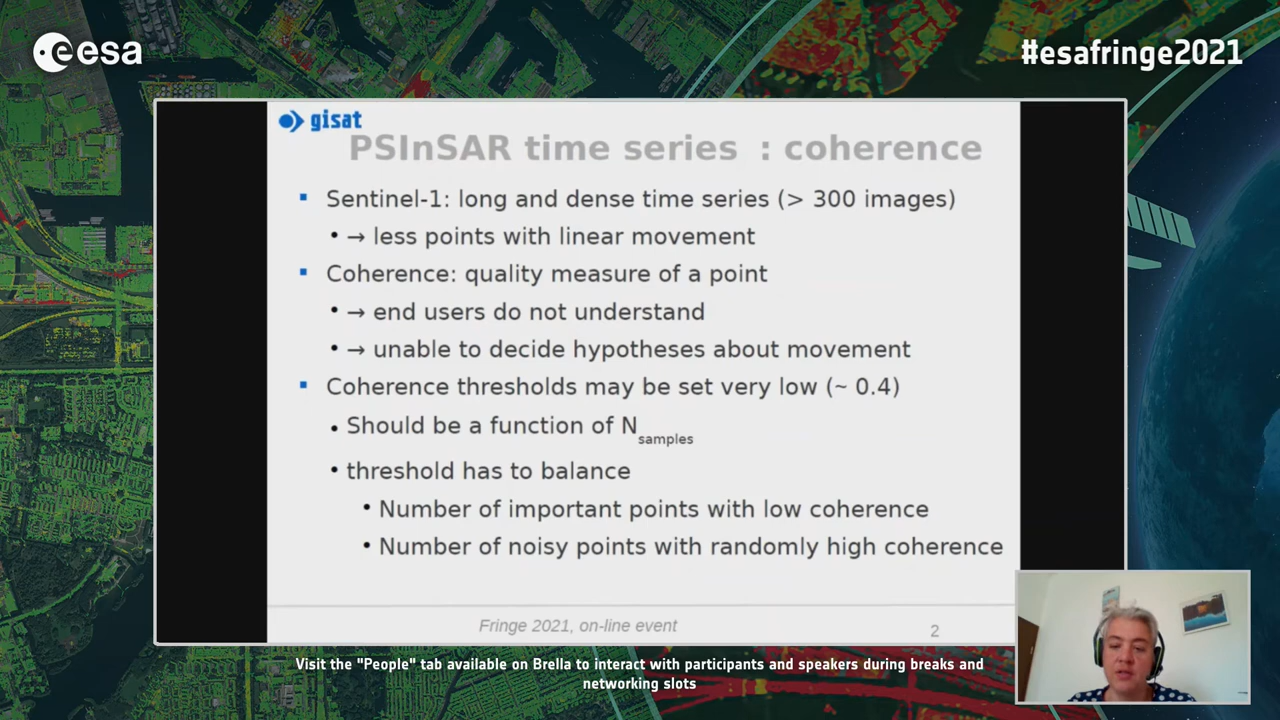 esa
#esafringe2021
gisat
PSInSAR time series : coherence
Sentinel-1: long and dense time series (> 300 images)
→ less points with linear movement
Coherence: quality measure of a point
→ end users do not understand
→ unable to decide hypotheses about movement
Coherence thresholds may be set very low (~ 0.4)
Should be a function of N samples
threshold has to balance
Number of important points with low coherence
Number of noisy points with randomly high coherence
Fringe 2021, on-line event
2
Visit the "People" tab available on Brella to interact with participants and speakers during breaks and
networking slots